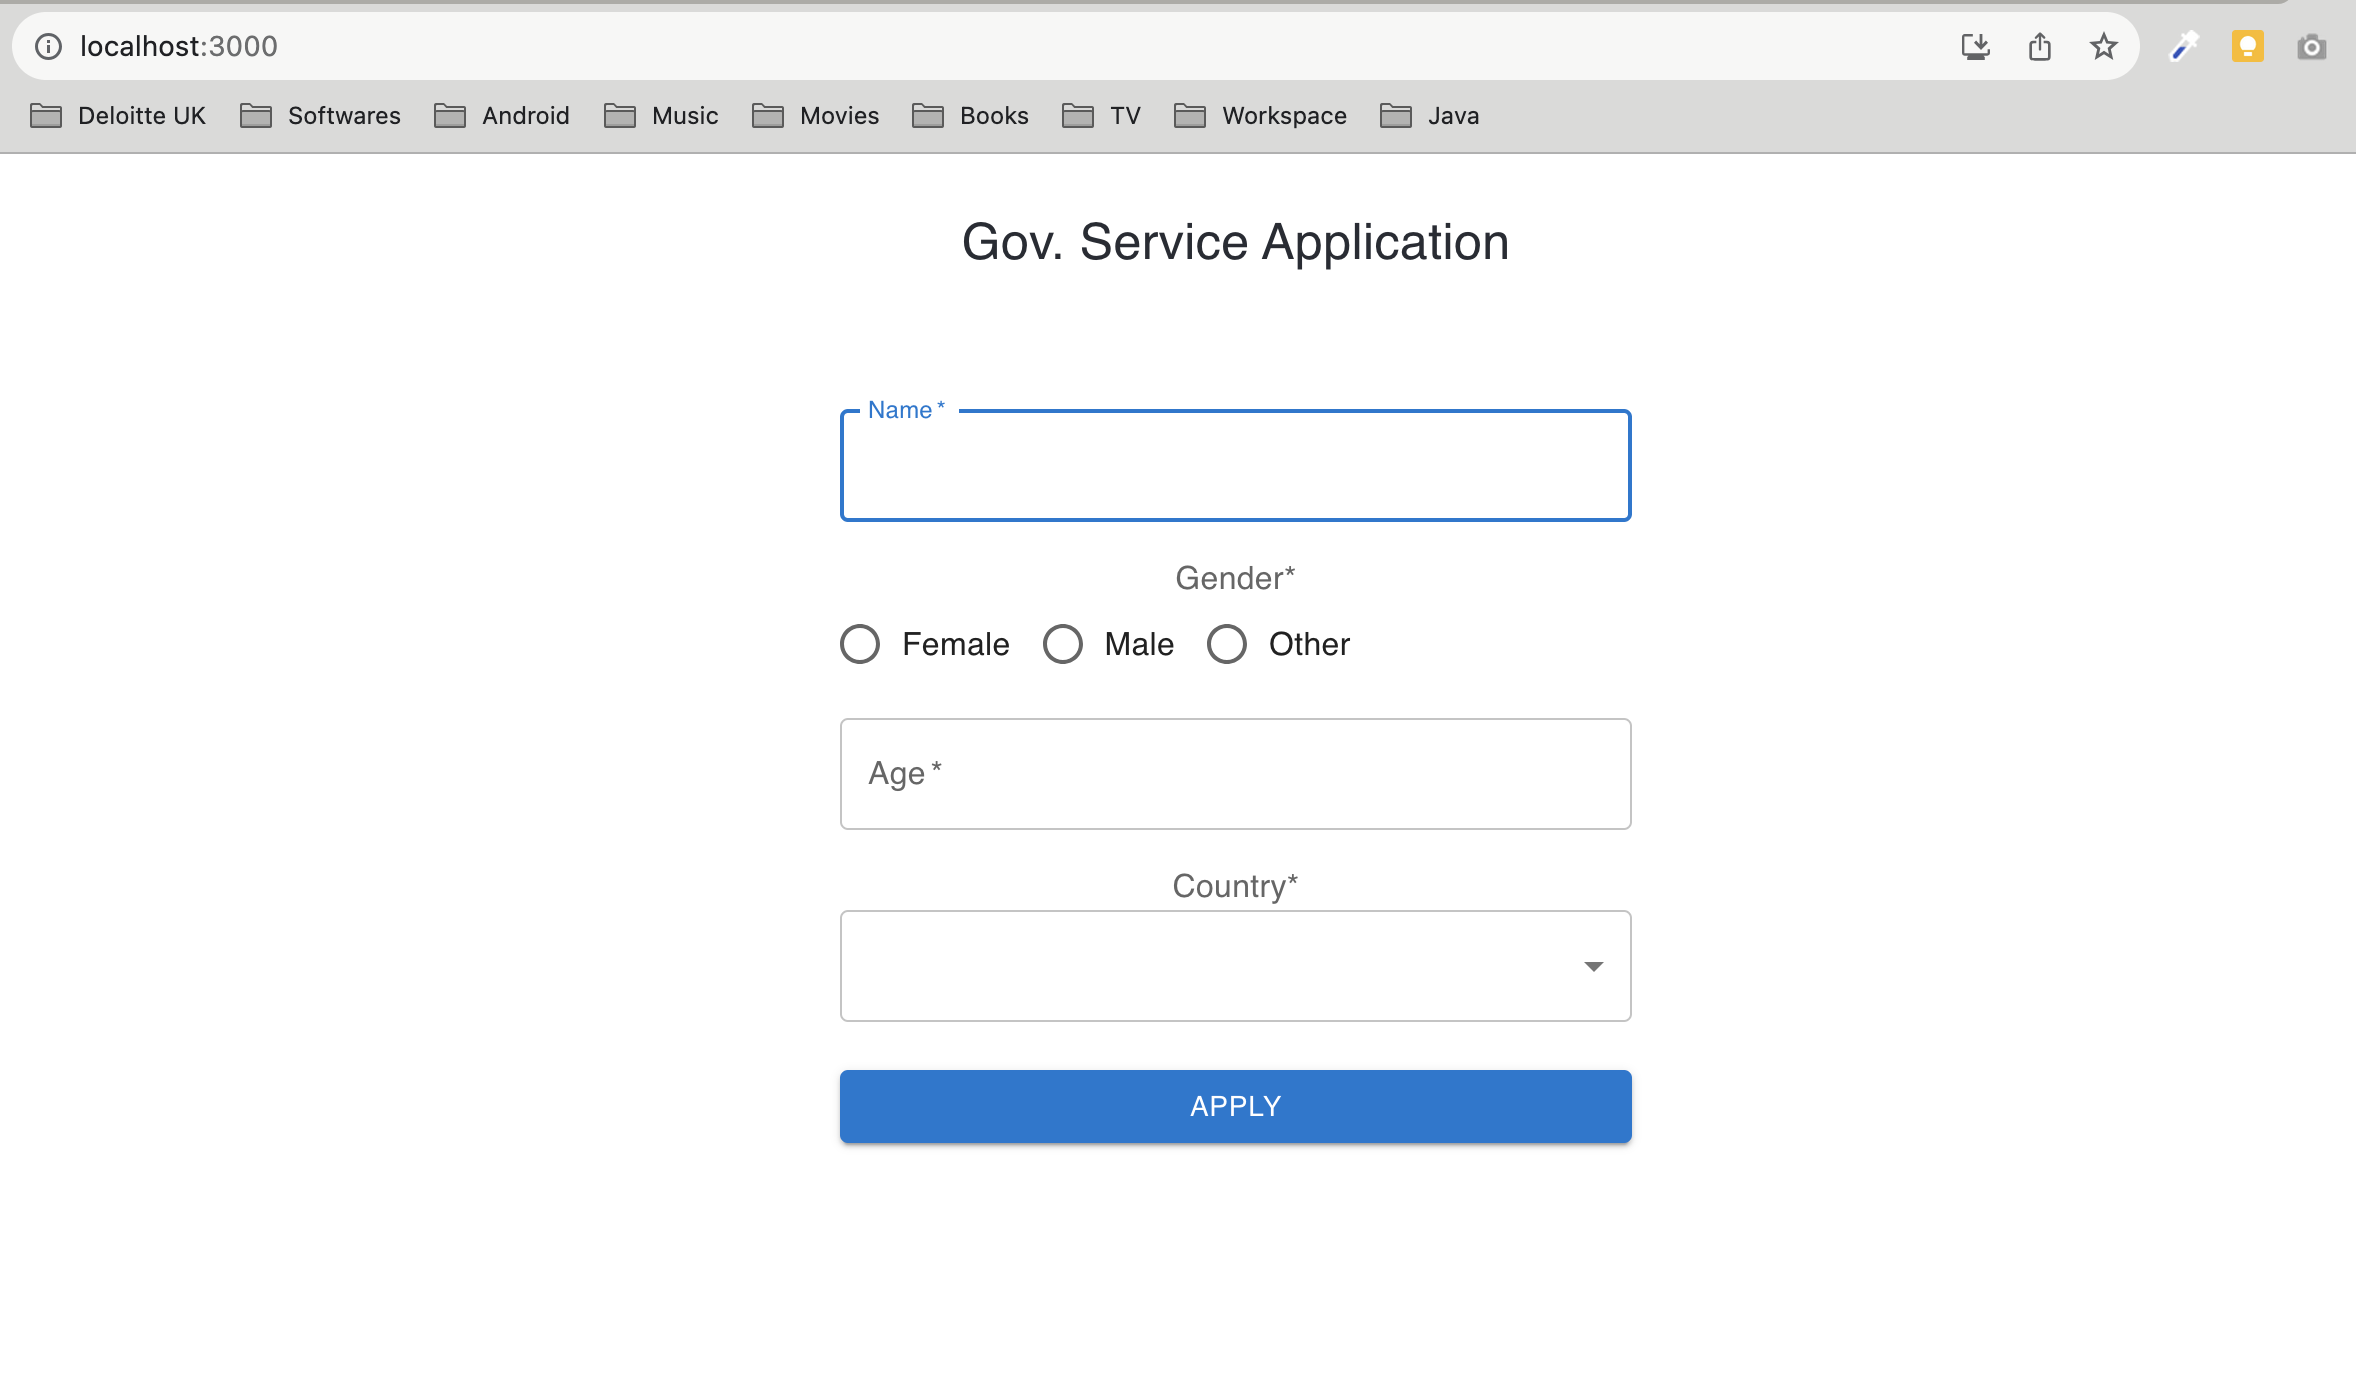 localhost:3000
Deloitte UK Softwares Android Music Movies Books TV Workspace Java
Gov. Service Application
Name *
Gender*
Female Male Other
Age *
Country*
APPLY